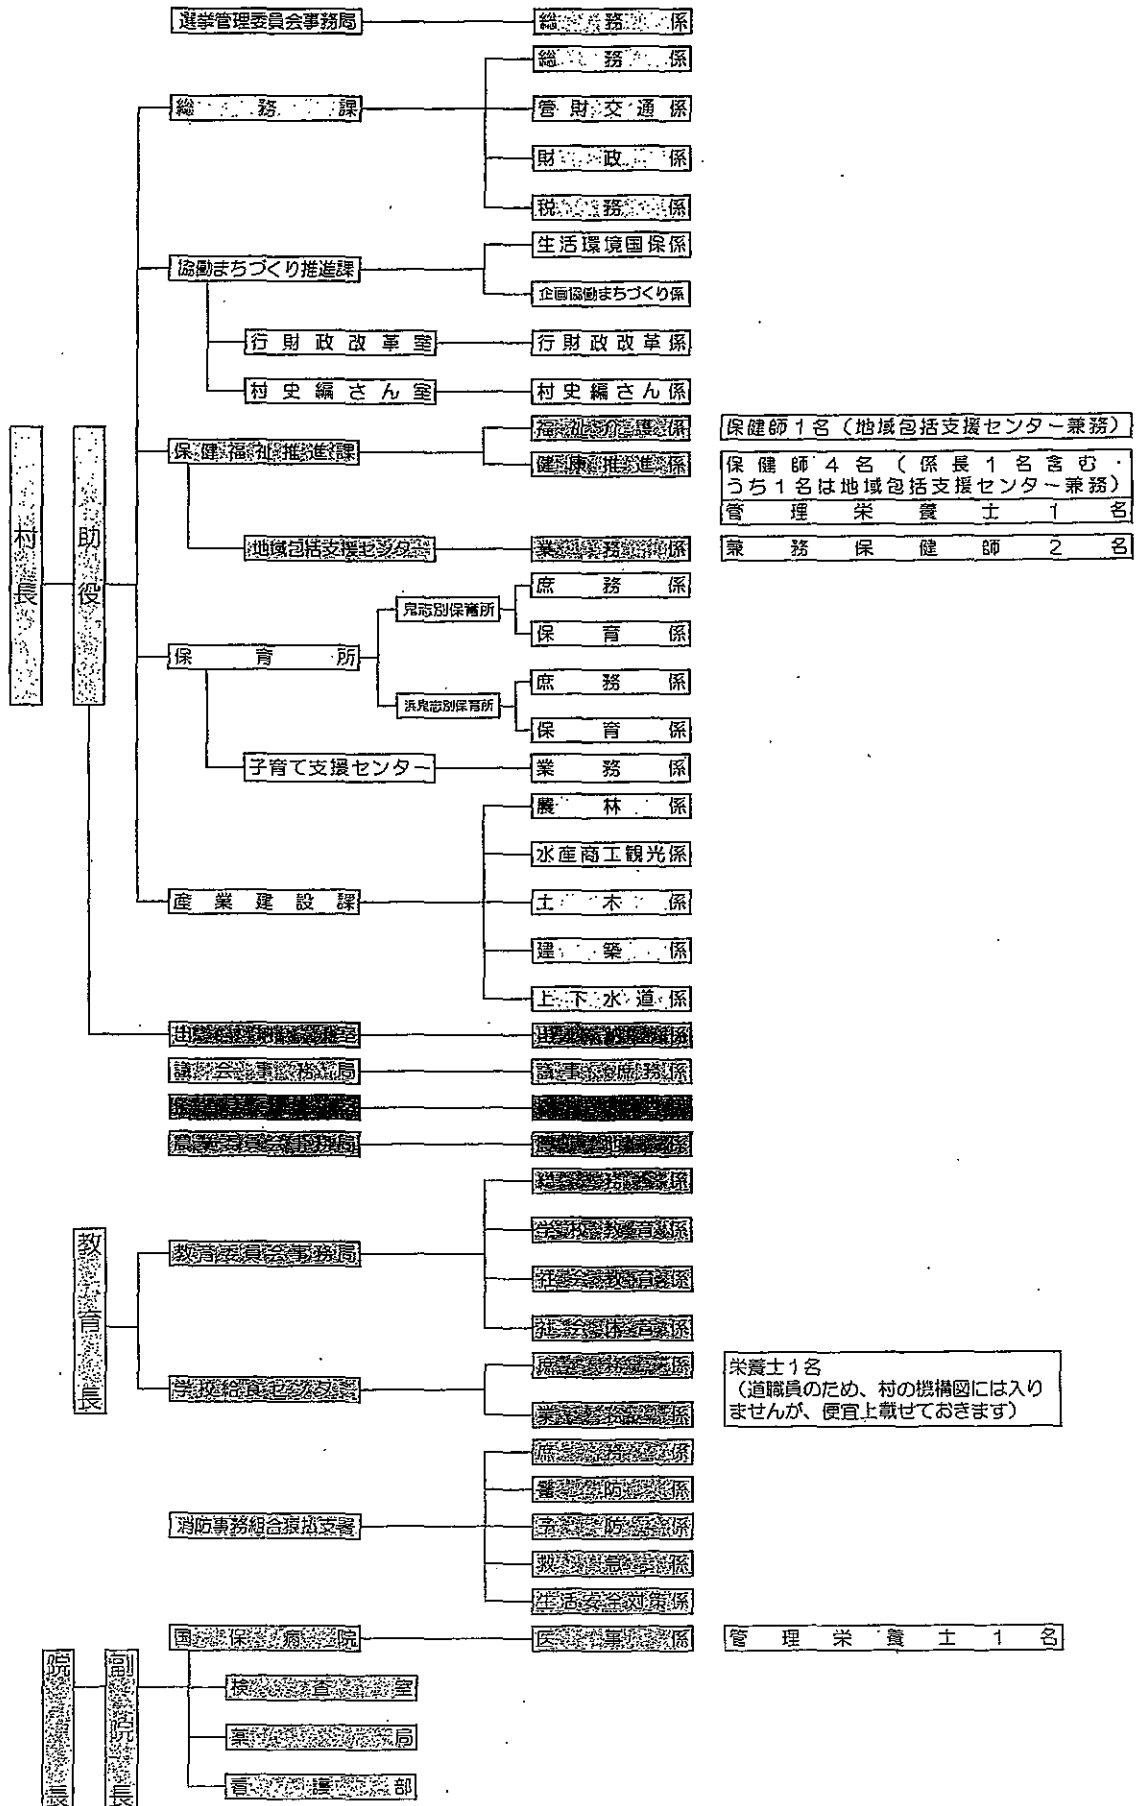 選挙管理委員会事務局
総務係
総務課
総務係
管財交通係
財政係
税務係
協働まちづくり推進課
生活環境国保係
企画協働まちづくり係
行財政改革室
行財政改革係
村史編さん室
村史編さん係
村長
助役
保健福祉推進課
福祉介護係
保健師1名(地域包括支援センター兼務)
健康推進係
保健師4名(係長1名含む・
うち1名は地域包括支援センター兼務)
管理栄養士1名
地域包括支援センター
業務係
兼務保健師2名
保育所
鬼志別保育所
庶務係
保育係
浜鬼志別保育所
庶務係
保育係
子育て支援センター
業務係
産業建設課
農林係
水産商工観光係
土木係
建築係
上下水道係
議会事務局
農業委員会事務局
教育長
教育委員会事務局
総務係
学校教育係
社会教育係
社会体育係
学校給食センター
庶務係
業務係
栄養士1名
(道職員のため、村の機構図には入り
ませんが、便宜上載せておきます)
消防事務組合猿払支署
庶務係
警防係
予防係
救急係
生活安全対策係
院長
副院長
国保病院
医事係
管理栄養士1名
検査室
薬局
看護部